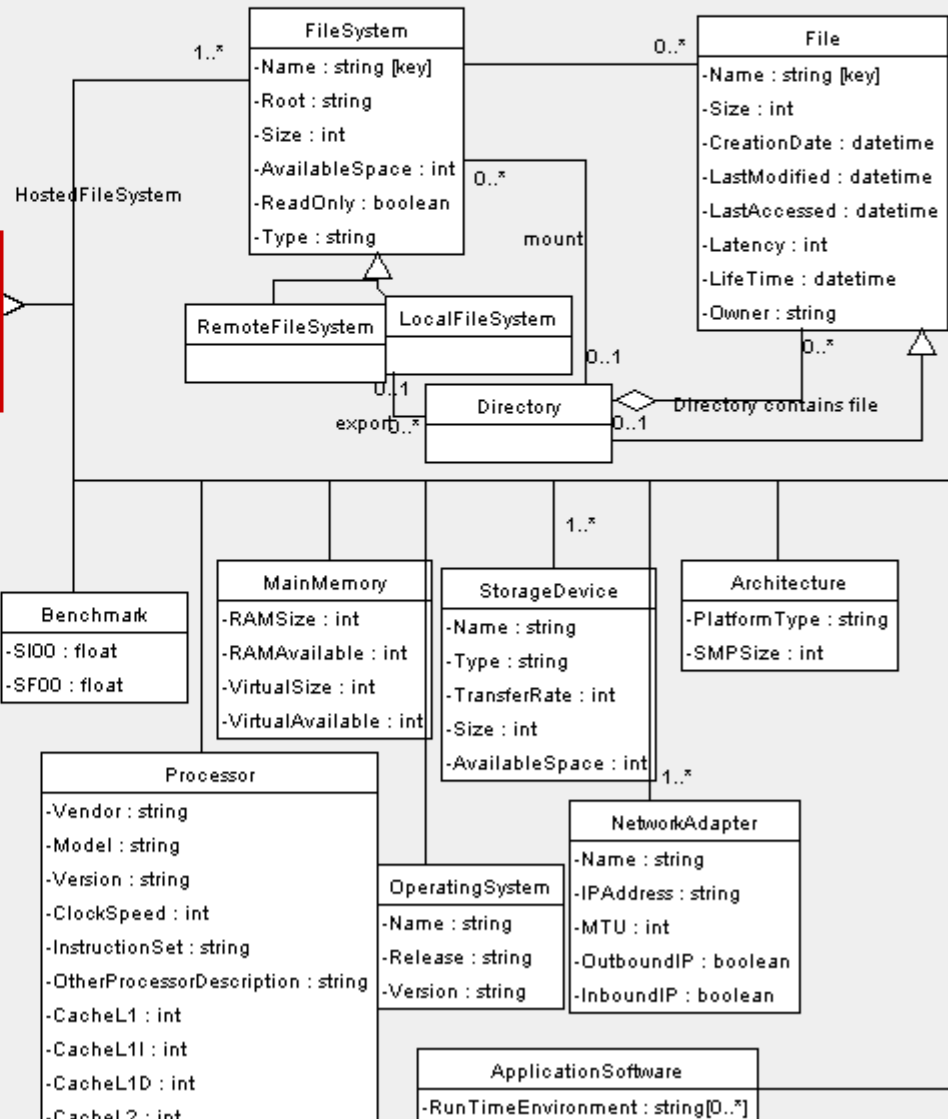 FileSystem
-Name : string [key]
-Root : string
-Size : int
-AvailableSpace : int
-ReadOnly : boolean
-Type : string
1..*
0..*
File
-Name : string [key]
-Size : int
-CreationDate : datetime
-LastModified : datetime
-LastAccessed : datetime
-Latency : int
-LifeTime : datetime
-Owner : string
HostedFileSystem
0..*
mount
RemoteFileSystem
LocalFileSystem
0..*
0..1
0..1
Directory
Directory contains file
export
0..*
0..1
1..*
Benchmark
-SI00 : float
-SF00 : float
MainMemory
-RAMSize : int
-RAMAvailable : int
-VirtualSize : int
-VirtualAvailable : int
StorageDevice
-Name : string
-Type : string
-TransferRate : int
-Size : int
-AvailableSpace : int
Architecture
-PlatformType : string
-SMPSize : int
1..*
Processor
-Vendor : string
-Model : string
-Version : string
-ClockSpeed : int
-InstructionSet : string
-OtherProcessorDescription : string
-CacheL1 : int
-CacheL1I : int
-CacheL1D : int
-CacheL2 : int
OperatingSystem
-Name : string
-Release : string
-Version : string
NetworkAdapter
-Name : string
-IPAddress : string
-MTU : int
-OutboundIP : boolean
-InboundIP : boolean
ApplicationSoftware
-RunTimeEnvironment : string[0..*]